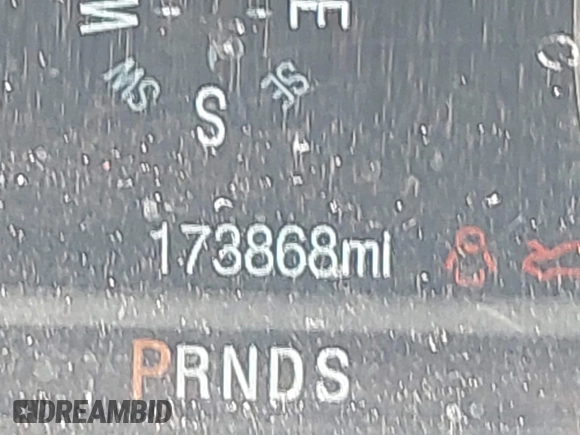 W E
SW SE
S
C
173868mi
PRNDS
DREAMBID